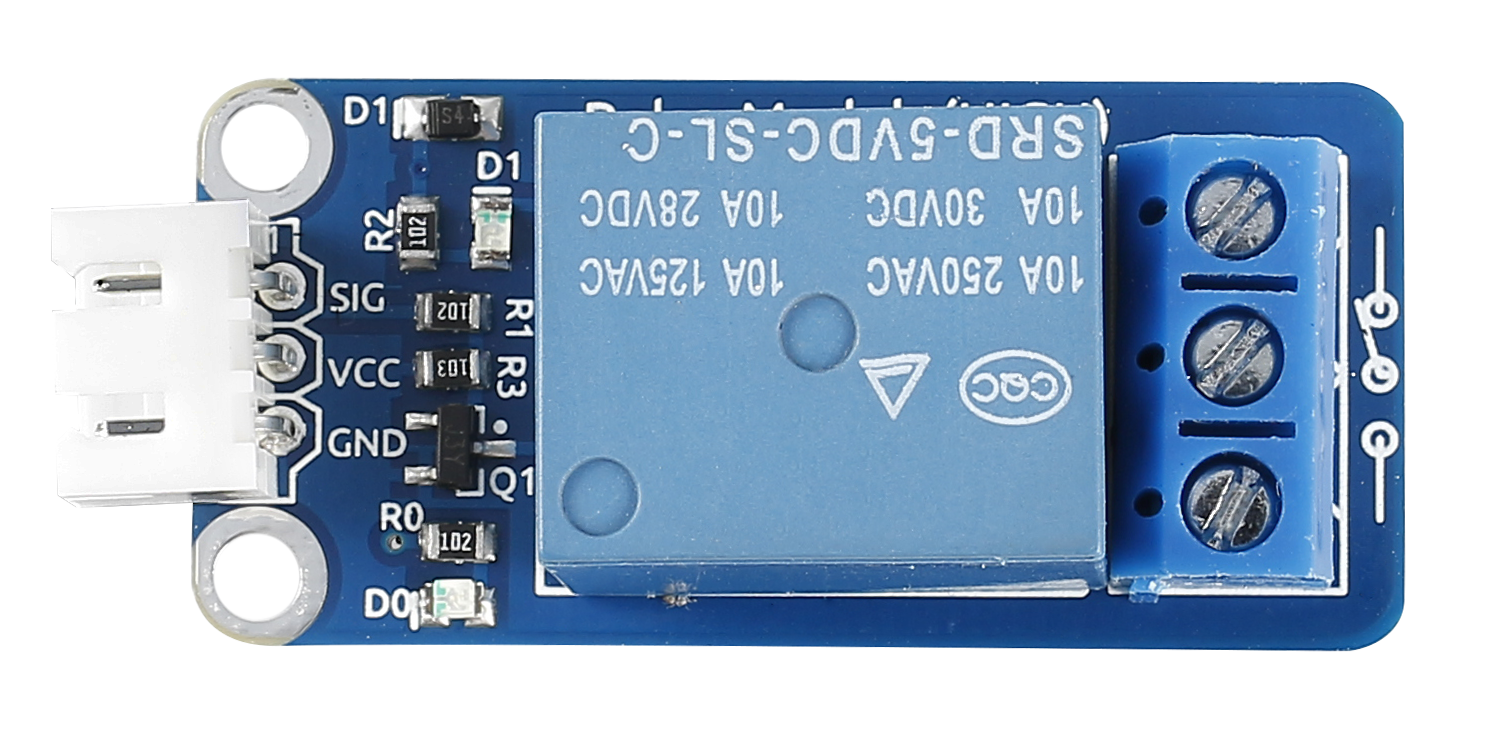 D1
S4
D1
R2
102
SIG
102
R1
VCC
103
R3
GND
Q1
R0
102
D0
SRD-5VDC-SL-C
10A 30VDC 10A 28VDC
10A 250VAC 10A 125VAC
CQC